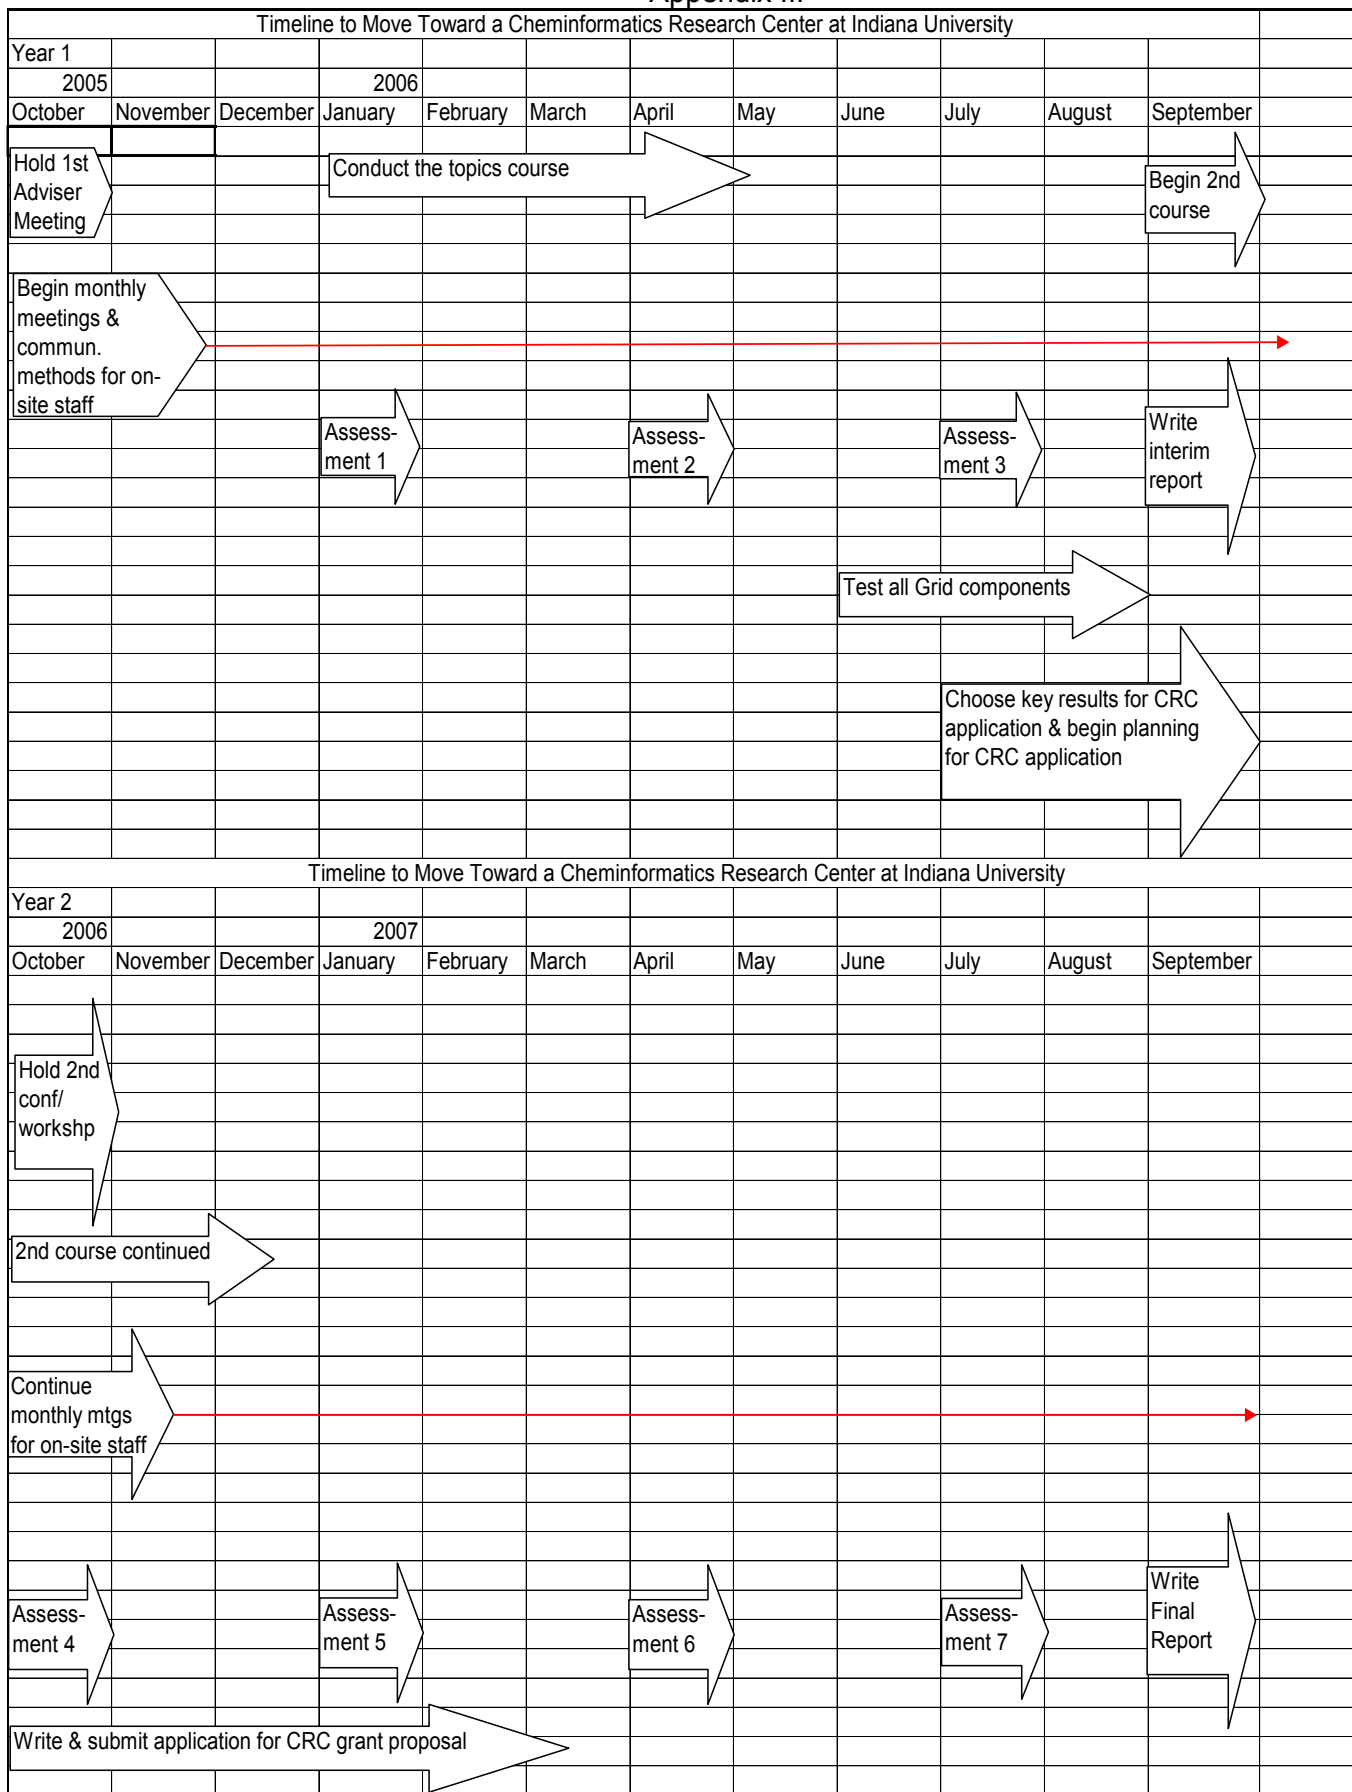 Timeline to Move Toward a Cheminformatics Research Center at Indiana University
Year 1
2005 2006
October November December January February March April May June July August September
Hold 1st
Adviser
Meeting
Conduct the topics course
Begin 2nd
course
Begin monthly
meetings &
commun.
methods for on-
site staff
Assess-
ment 1
Assess-
ment 2
Assess-
ment 3
Write
interim
report
Test all Grid components
Choose key results for CRC
application & begin planning
for CRC application
Timeline to Move Toward a Cheminformatics Research Center at Indiana University
Year 2
2006 2007
October November December January February March April May June July August September
Hold 2nd
conf/
workshp
2nd course continued
Continue
monthly mtgs
for on-site staff
Assess-
ment 4
Assess-
ment 5
Assess-
ment 6
Assess-
ment 7
Write
Final
Report
Write & submit application for CRC grant proposal